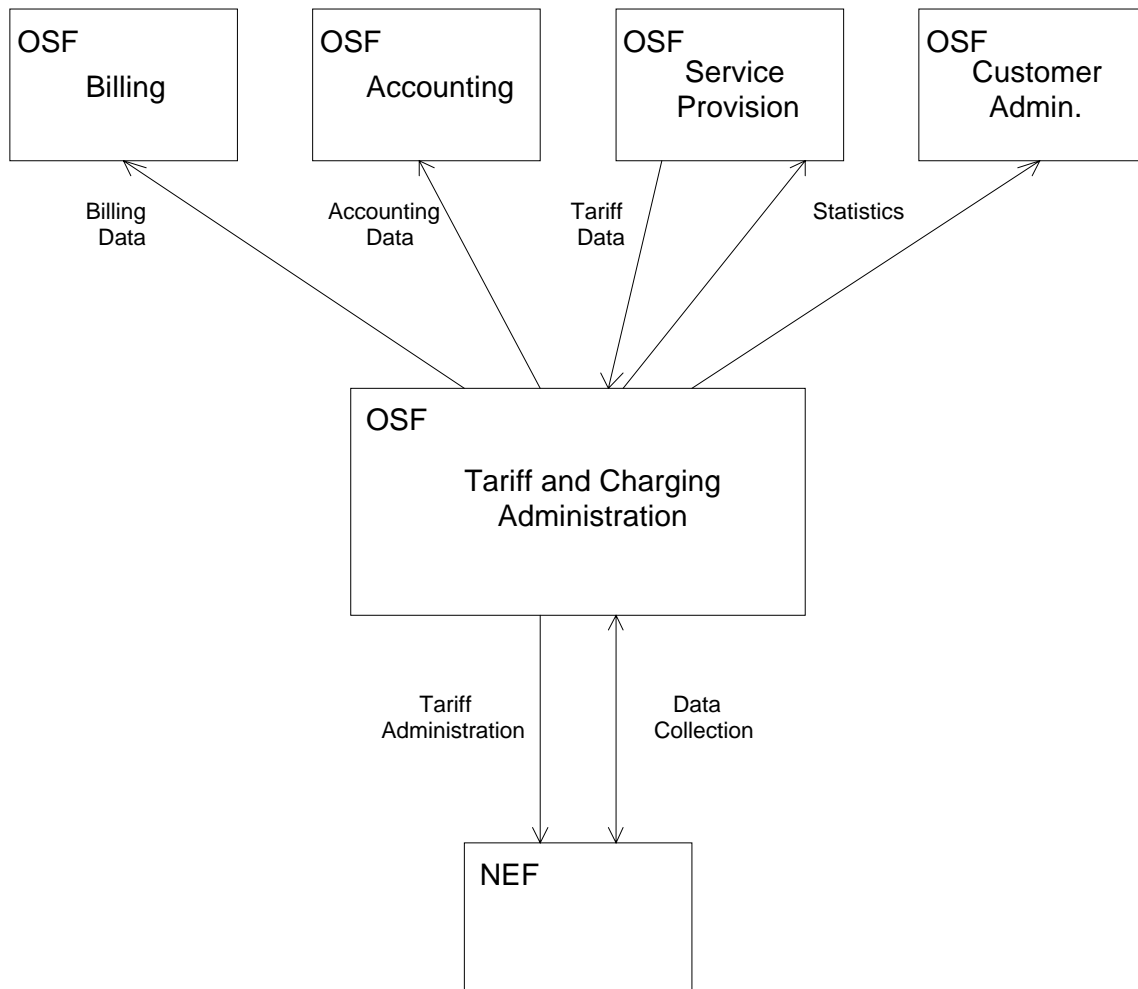 OSF
Billing
OSF
Accounting
OSF
Service
Provision
OSF
Customer
Admin.
Billing
Data
Accounting
Data
Tariff
Data
Statistics
OSF
Tariff and Charging
Administration
Tariff
Administration
Data
Collection
NEF